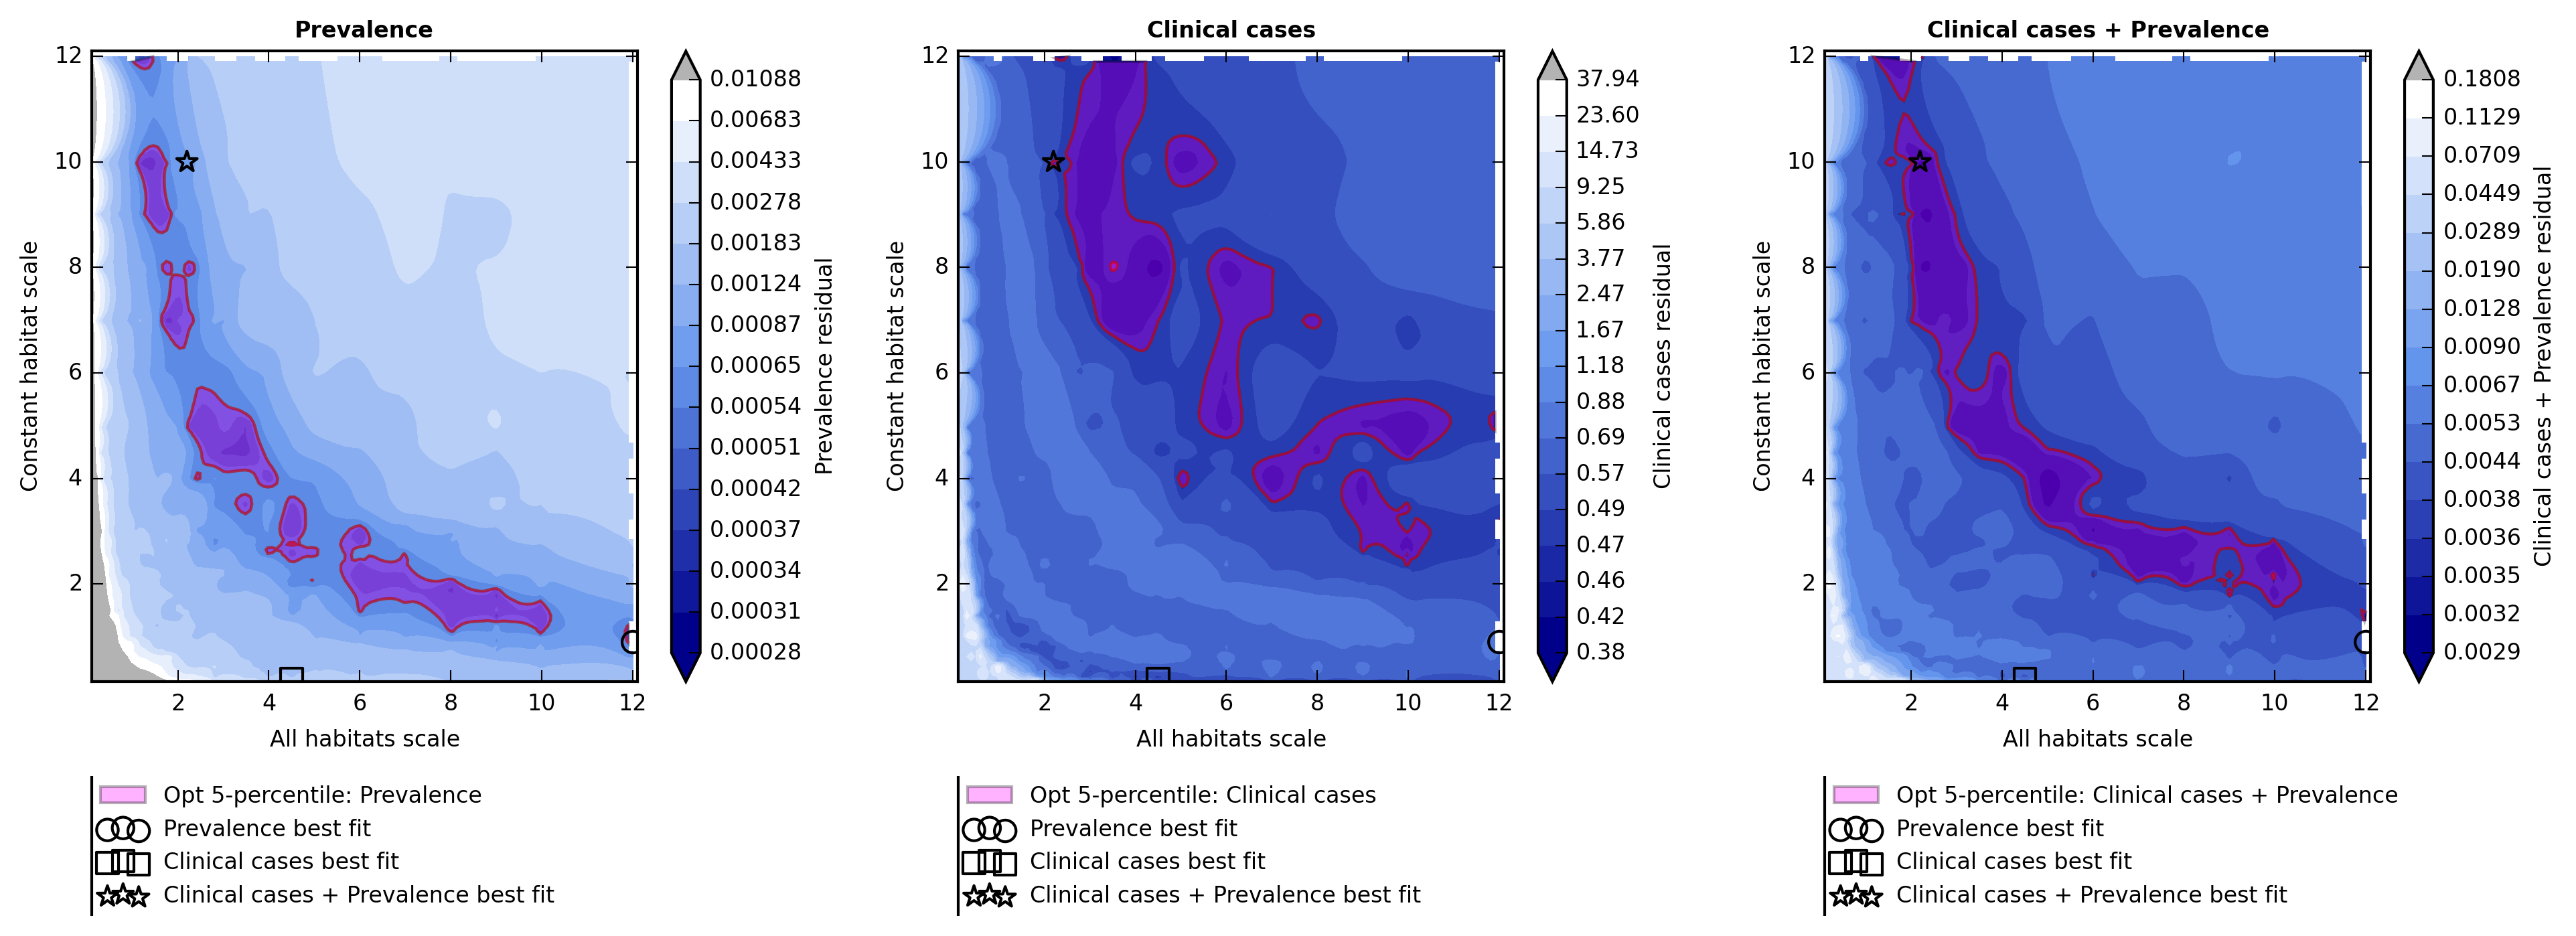 Prevalence
12
10
8
6
4
2
2 4 6 8 10 12
Constant habitat scale
All habitats scale
0.01088
0.00683
0.00433
0.00278
0.00183
0.00124
0.00087
0.00065
0.00054
0.00051
0.00042
0.00037
0.00034
0.00031
0.00028
Prevalence residual
Opt 5-percentile: Prevalence
Prevalence best fit
Clinical cases best fit
Clinical cases + Prevalence best fit
Clinical cases
12
10
8
6
4
2
2 4 6 8 10 12
Constant habitat scale
All habitats scale
37.94
23.60
14.73
9.25
5.86
3.77
2.47
1.67
1.18
0.88
0.69
0.57
0.49
0.47
0.46
0.42
0.38
Clinical cases residual
Opt 5-percentile: Clinical cases
Prevalence best fit
Clinical cases best fit
Clinical cases + Prevalence best fit
Clinical cases + Prevalence
12
10
8
6
4
2
2 4 6 8 10 12
Constant habitat scale
All habitats scale
0.1808
0.1129
0.0709
0.0449
0.0289
0.0190
0.0128
0.0090
0.0067
0.0053
0.0044
0.0038
0.0036
0.0035
0.0032
0.0029
Clinical cases + Prevalence residual
Opt 5-percentile: Clinical cases + Prevalence
Prevalence best fit
Clinical cases best fit
Clinical cases + Prevalence best fit